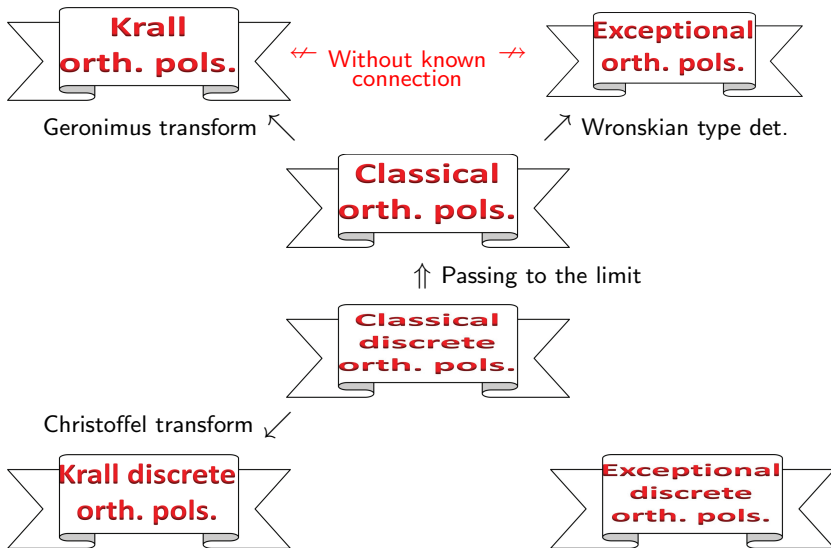 Krall
orth. pols.
Without known
connection
Exceptional
orth. pols.
Geronimus transform
Wronskian type det.
Classical
orth. pols.
Passing to the limit
Classical
discrete
orth. pols.
Christoffel transform
Krall discrete
orth. pols.
Exceptional
discrete
orth. pols.